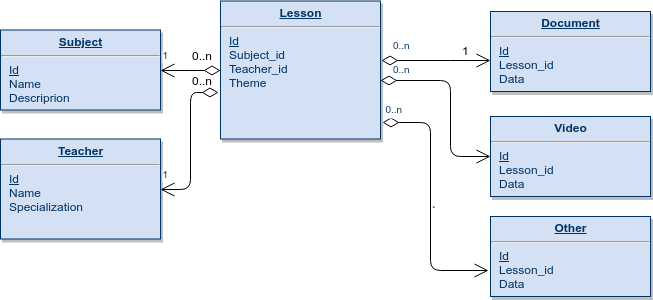 Subject
Id
Name
Descriprion
Teacher
Id
Name
Specialization
1
0..n
0..n
1
Lesson
Id
Subject_id
Teacher_id
Theme
0..n
1
0..n
0..n
Document
Id
Lesson_id
Data
Video
Id
Lesson_id
Data
Other
Id
Lesson_id
Data